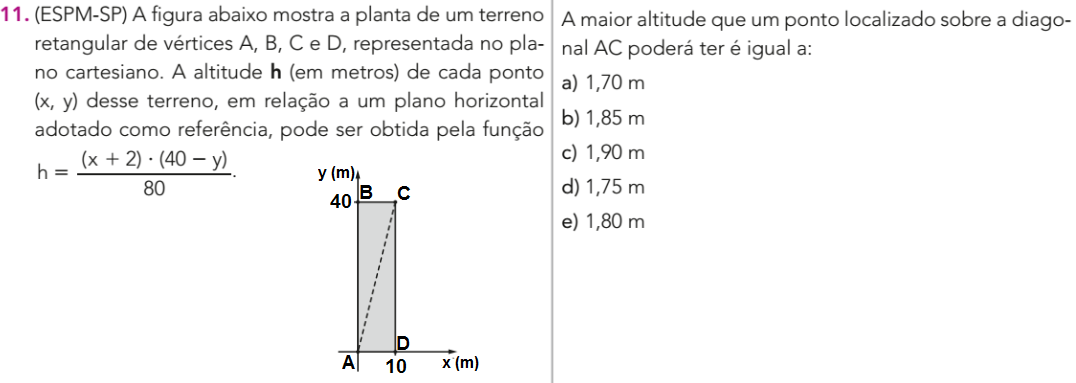 11. (ESPM-SP) A figura abaixo mostra a planta de um terreno
retangular de vértices A, B, C e D, representada no pla-
no cartesiano. A altitude h (em metros) de cada ponto
(x, y) desse terreno, em relação a um plano horizontal
adotado como referência, pode ser obtida pela função
h = (x + 2) · (40 − y)
80
.
y (m)
B C
40
D
A 10 x (m)
A maior altitude que um ponto localizado sobre a diago-
nal AC poderá ter é igual a:
a) 1,70 m
b) 1,85 m
c) 1,90 m
d) 1,75 m
e) 1,80 m